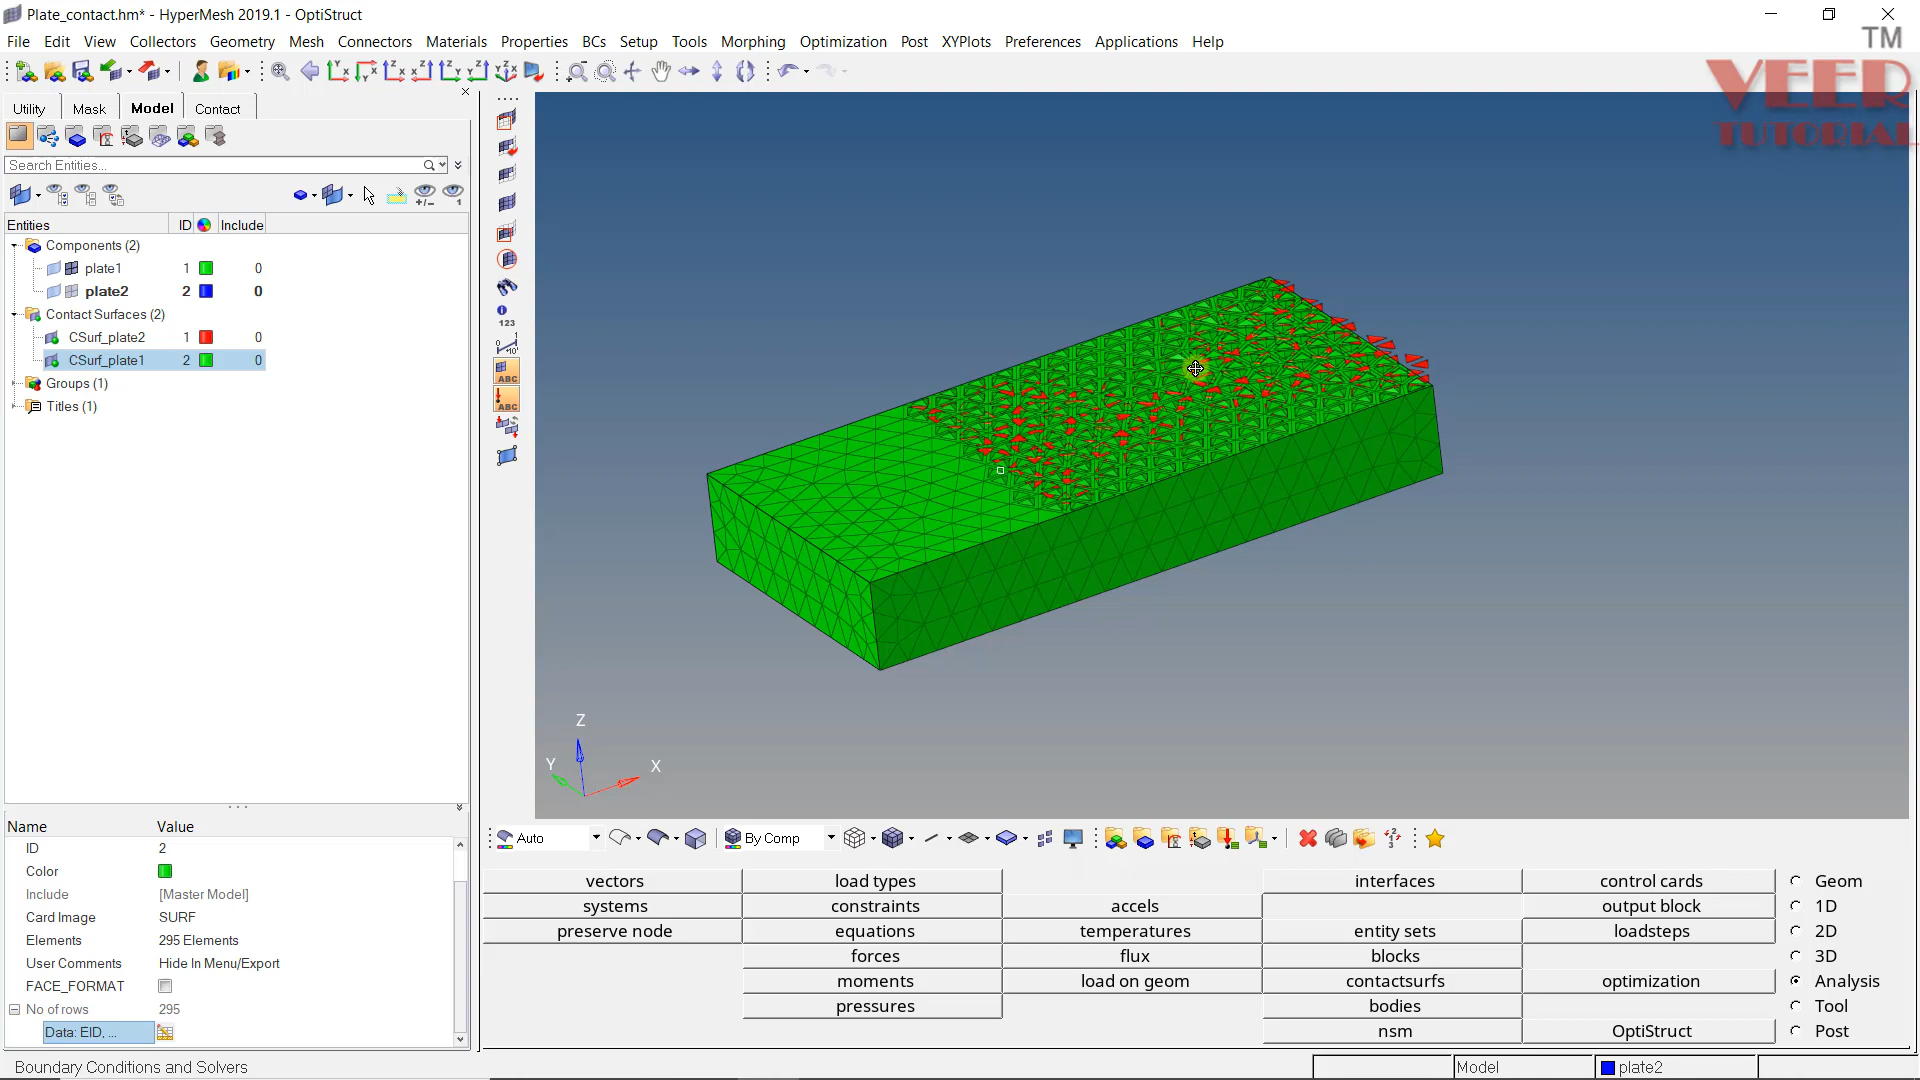 Plate_contact.hm* - HyperMesh 2019.1 - OptiStruct
TM
File Edit View Collectors Geometry Mesh Connectors Materials Properties BCs Setup Tools Morphing Optimization Post XYPlots Preferences Applications Help
VEER
TUTORIAL
Utility Mask Model Contact
Search Entities...
Entities ID Include
Components (2)
plate1 1 0
plate2 2 0
Contact Surfaces (2)
CSurf_plate2 1 0
CSurf_plate1 2 0
Groups (1)
Titles (1)
123
ABC
ABC
Z
Y
X
Name Value
ID 2
Color
Include [Master Model]
Card Image SURF
Elements 295 Elements
User Comments Hide In Menu/Export
FACE_FORMAT
No of rows 295
Data: EID, ...
Auto By Comp
vectors load types interfaces control cards Geom
systems constraints accels output block 1D
preserve node equations temperatures entity sets loadsteps 2D
forces flux blocks 3D
moments load on geom contactsurfs optimization Analysis
pressures bodies Tool
nsm OptiStruct Post
Boundary Conditions and Solvers Model plate2